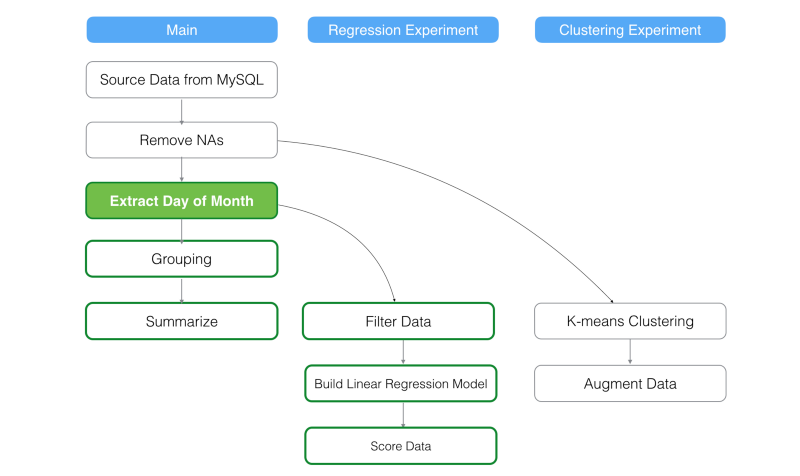 Main
Regression Experiment
Clustering Experiment
Source Data from MySQL
Remove NAs
Extract Day of Month
Grouping
Summarize
Filter Data
K-means Clustering
Build Linear Regression Model
Augment Data
Score Data